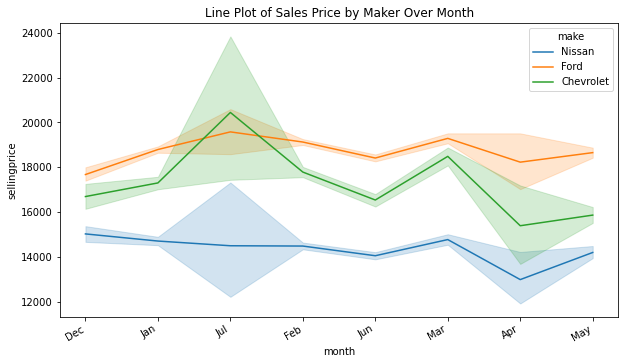 Line Plot of Sales Price by Maker Over Month
make
Nissan
Ford
Chevrolet
sellingprice
24000
22000
20000
18000
16000
14000
12000
Dec
Jan
Jul
Feb
Jun
Mar
Apr
May
month